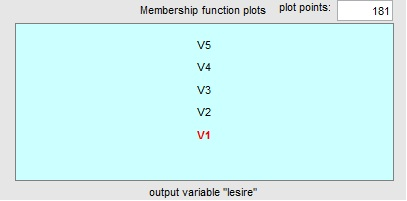 Membership function plots plot points: 181
V5
V4
V3
V2
V1
output variable "lesire"